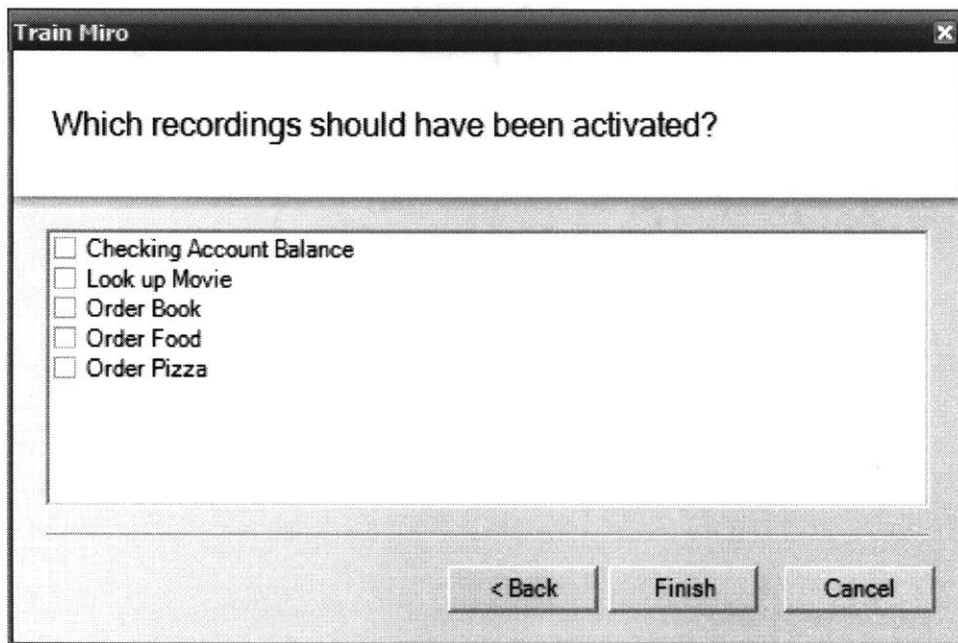 Train Miro
Which recordings should have been activated?
Checking Account Balance
Look up Movie
Order Book
Order Food
Order Pizza
< Back Finish Cancel